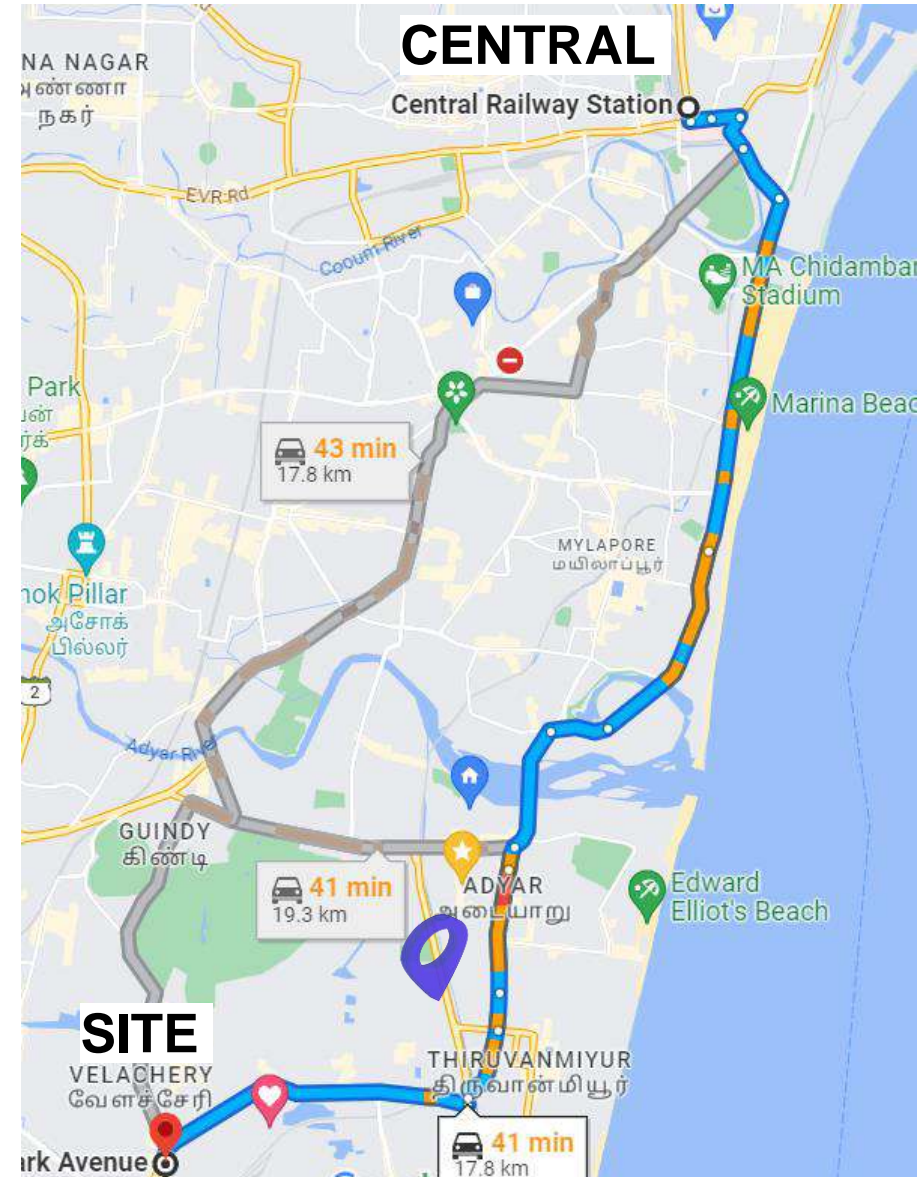 CENTRAL
NA NAGAR
அண்ணா
நகர்
Central Railway Station
EVR Rd
Cooum River
MA Chidambar
Stadium
Park
Marina Beac
43 min
17.8 km
MYLAPORE
மயிலாப்பூர்
hok Pillar
அசோக்
பில்லர்
2
Adyar River
GUINDY
கிண்டி
41 min
19.3 km
ADYAR
அடையாறு
Edward
Elliot's Beach
SITE
VELACHERY
வேளச்சேரி
THIRUVANMIYUR
திருவான்மியூர்
ark Avenue
41 min
17.8 km